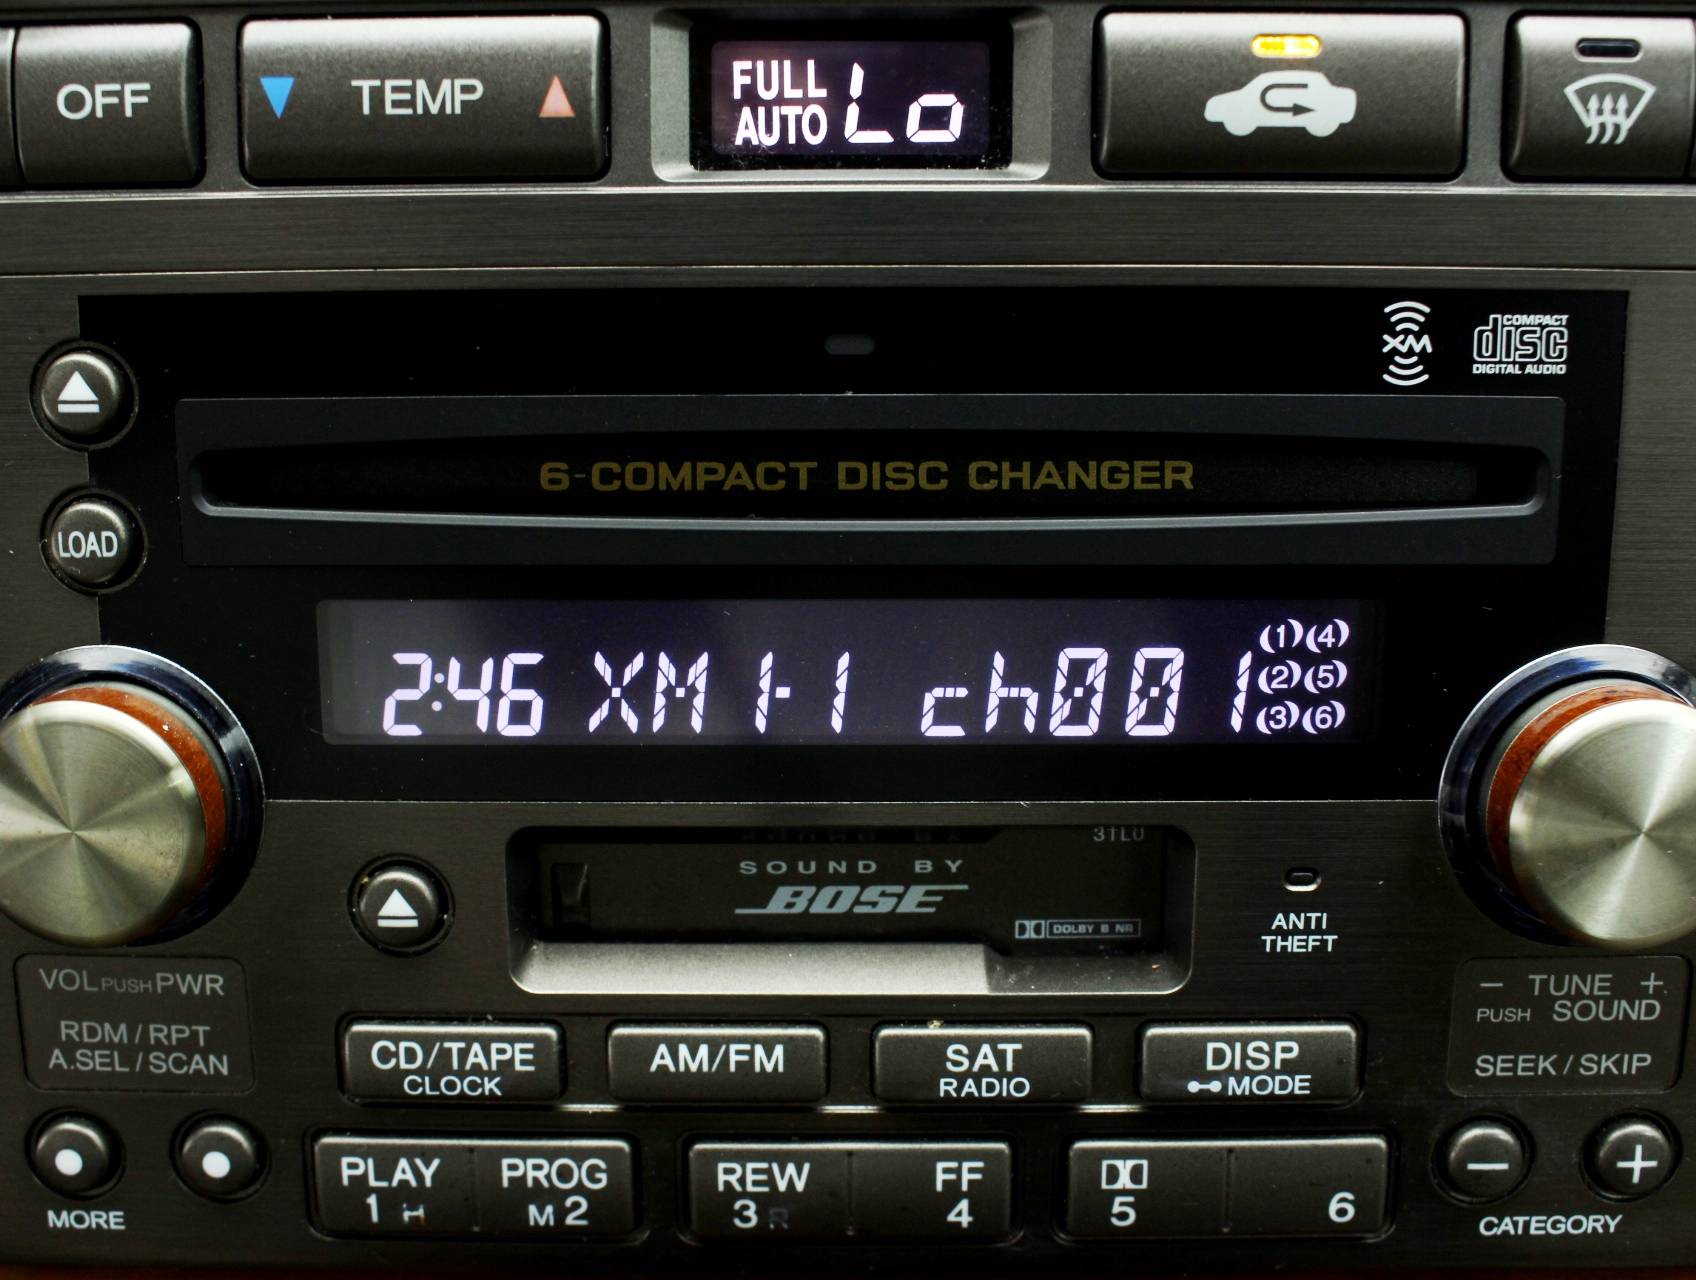 OFF
TEMP
FULL
AUTO Lo
XM
COMPACT
disc
DIGITAL AUDIO
6-COMPACT DISC CHANGER
LOAD
2:46 XM 1-1 ch001
(1)(4)
(2)(5)
(3)(6)
31LU
SOUND BY
BOSE
DOLBY B NR
ANTI
THEFT
VOL PUSH PWR
RDM / RPT
A.SEL / SCAN
- TUNE +
PUSH SOUND
SEEK / SKIP
CD/TAPE
CLOCK
AM/FM
SAT
RADIO
DISP
MODE
MORE
PLAY
1 H
PROG
M 2
REW
3 R
FF
4
5
6
- +
CATEGORY